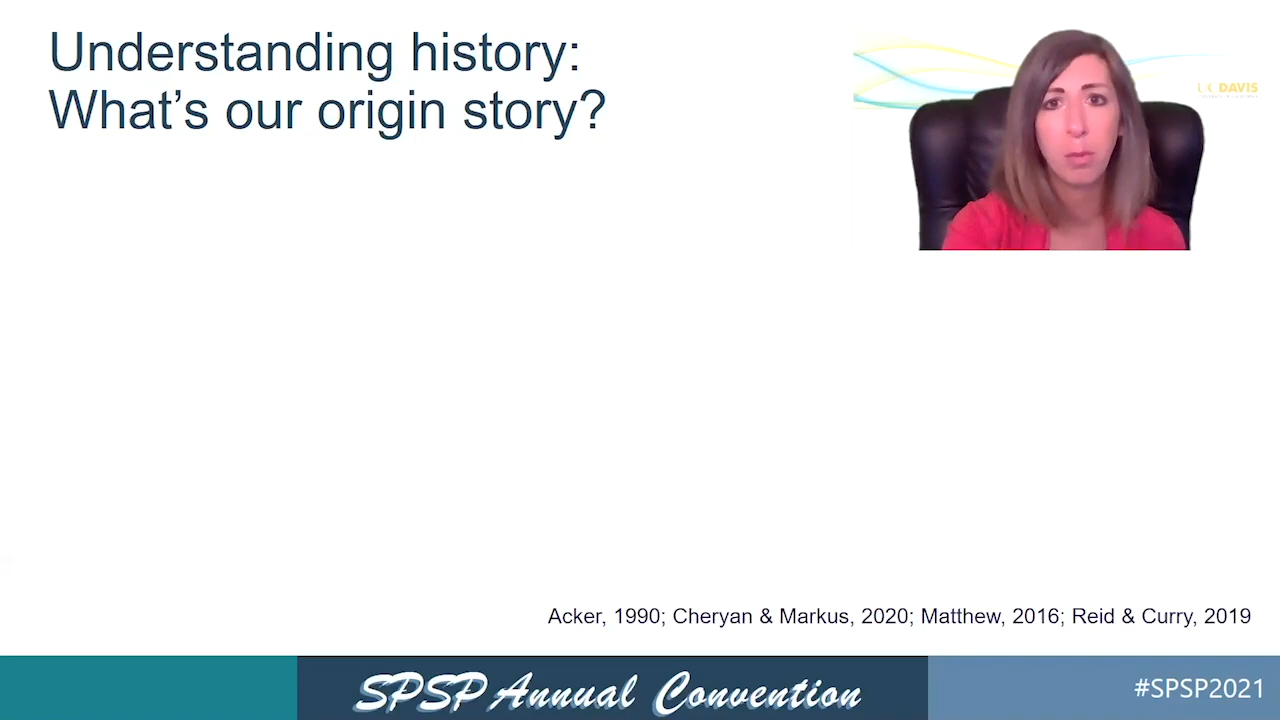 Understanding history:
What's our origin story?
UC DAVIS
Acker, 1990; Cheryan & Markus, 2020; Matthew, 2016; Reid & Curry, 2019
SPSP Annual Convention
#SPSP2021